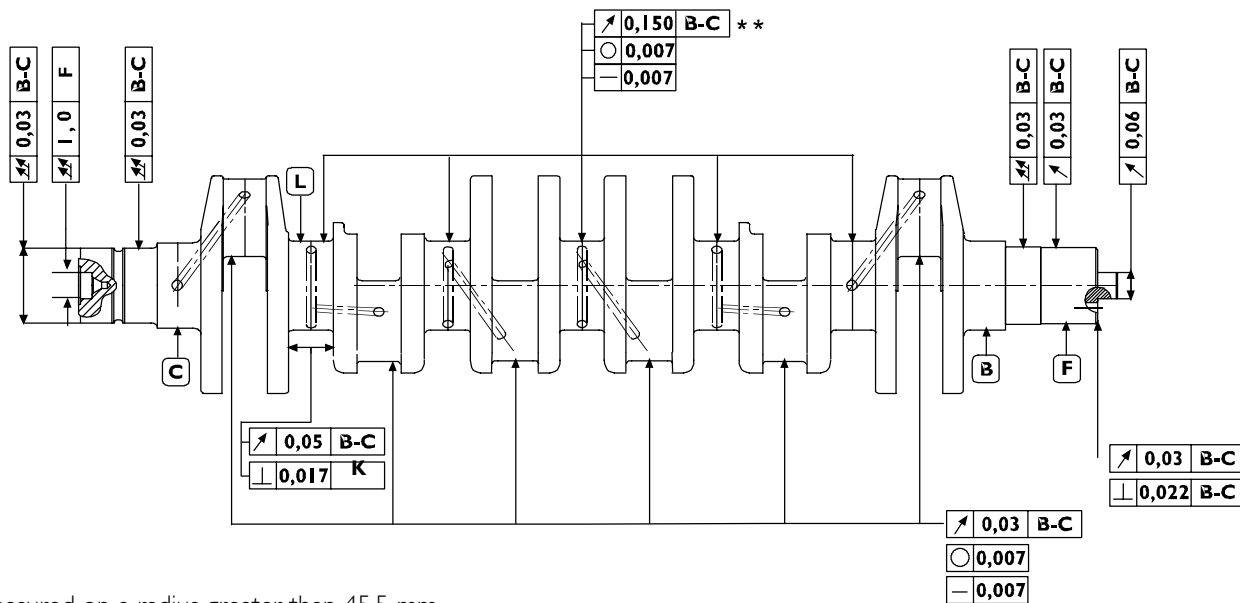 0,150 B-C **
0,007
0,007
0,03 B-C
1,0 F
0,03 B-C
0,03 B-C
0,03 B-C
0,06 B-C
L
C
B
F
0,05 B-C
0,017 K
0,03 B-C
0,022 B-C
0,03 B-C
0,007
0,007
on a radius greater than 45,5 mm